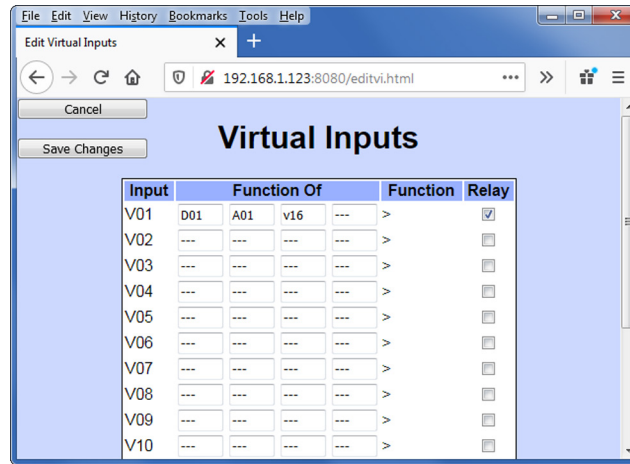 File Edit View History Bookmarks Tools Help
Edit Virtual Inputs
192.168.1.123:8080/editvi.html
Cancel
Save Changes
Virtual Inputs
Input Function Of Function Relay
V01 D01 A01 v16 --- >
V02 --- --- --- --- >
V03 --- --- --- --- >
V04 --- --- --- --- >
V05 --- --- --- --- >
V06 --- --- --- --- >
V07 --- --- --- --- >
V08 --- --- --- --- >
V09 --- --- --- --- >
V10 --- --- --- --- >